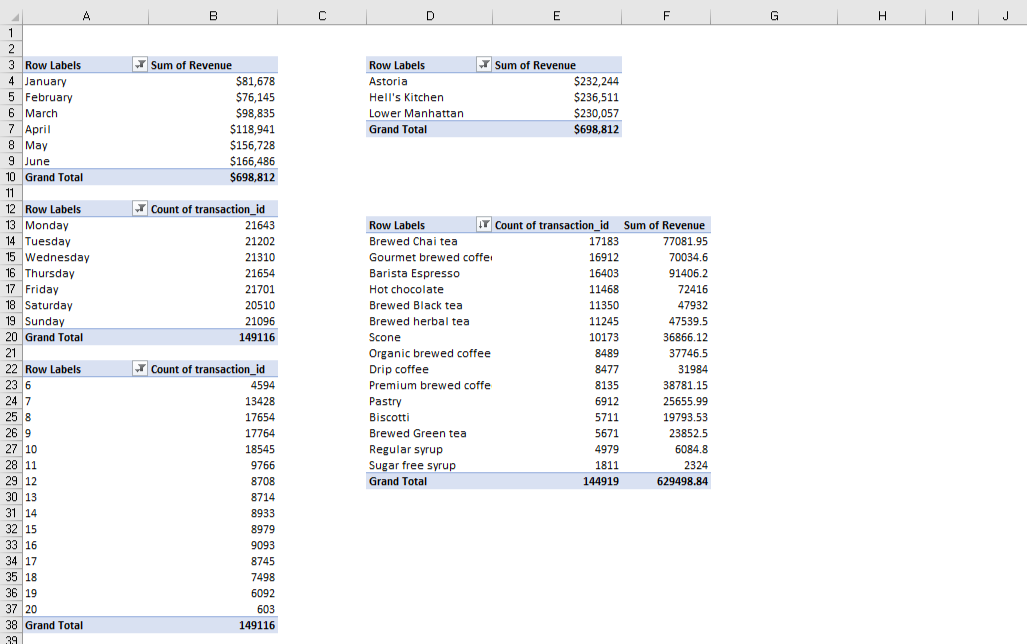 A B C D E F G H I J
1
2
3 Row Labels Sum of Revenue Row Labels Sum of Revenue
4 January $81,678 Astoria $232,244
5 February $76,145 Hell's Kitchen $236,511
6 March $98,835 Lower Manhattan $230,057
7 April $118,941 Grand Total $698,812
8 May $156,728
9 June $166,486
10 Grand Total $698,812
11
12 Row Labels Count of transaction_id
13 Monday 21643 Row Labels Count of transaction_id Sum of Revenue
14 Tuesday 21202 Brewed Chai tea 17183 77081.95
15 Wednesday 21310 Gourmet brewed coffe 16912 70034.6
16 Thursday 21654 Barista Espresso 16403 91406.2
17 Friday 21701 Hot chocolate 11468 72416
18 Saturday 20510 Brewed Black tea 11350 47932
19 Sunday 21096 Brewed herbal tea 11245 47539.5
20 Grand Total 149116 Scone 10173 36866.12
21 Organic brewed coffee 8489 37746.5
22 Row Labels Count of transaction_id Drip coffee 8477 31984
23 6 4594 Premium brewed coffe 8135 38781.15
24 7 13428 Pastry 6912 25655.99
25 8 17654 Biscotti 5711 19793.53
26 9 17764 Brewed Green tea 5671 23852.5
27 10 18545 Regular syrup 4979 6084.8
28 11 9766 Sugar free syrup 1811 2324
29 12 8708 Grand Total 144919 629498.84
30 13 8714
31 14 8933
32 15 8979
33 16 9093
34 17 8745
35 18 7498
36 19 6092
37 20 603
38 Grand Total 149116
39